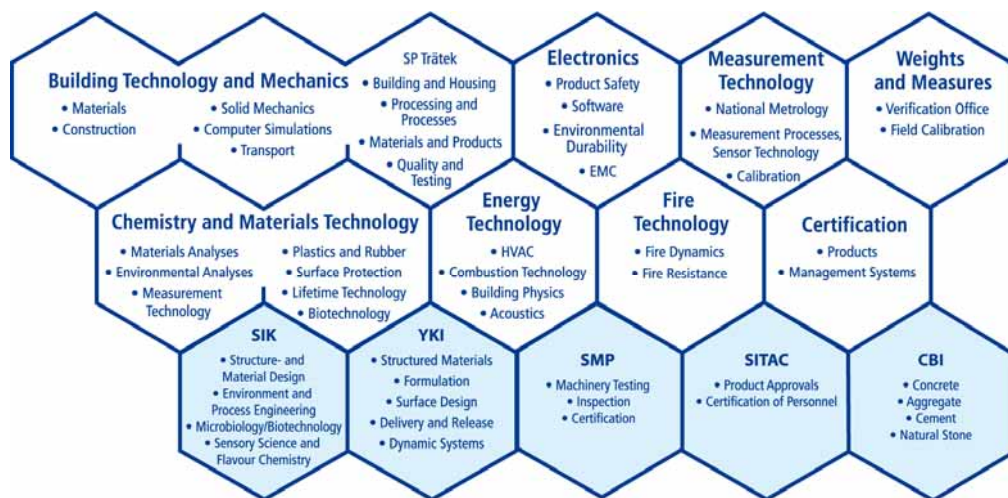 Building Technology and Mechanics
• Materials
• Construction
• Solid Mechanics
• Computer Simulations
• Transport
SP Trätek
• Building and Housing
• Processing and
Processes
• Materials and Products
• Quality and
Testing
Electronics
• Product Safety
• Software
• Environmental
Durability
• EMC
Measurement
Technology
• National Metrology
• Measurement Processes,
Sensor Technology
• Calibration
Weights
and Measures
• Verification Office
• Field Calibration
Chemistry and Materials Technology
• Materials Analyses
• Environmental Analyses
• Measurement
Technology
• Plastics and Rubber
• Surface Protection
• Lifetime Technology
• Biotechnology
Energy
Technology
• HVAC
• Combustion Technology
• Building Physics
• Acoustics
Fire
Technology
• Fire Dynamics
• Fire Resistance
Certification
• Products
• Management Systems
SIK
• Structure- and
Material Design
• Environment and
Process Engineering
• Microbiology/Biotechnology
• Sensory Science and
Flavour Chemistry
YKI
• Structured Materials
• Formulation
• Surface Design
• Delivery and Release
• Dynamic Systems
SMP
• Machinery Testing
• Inspection
• Certification
SITAC
• Product Approvals
• Certification of Personnel
CBI
• Concrete
• Aggregate
• Cement
• Natural Stone